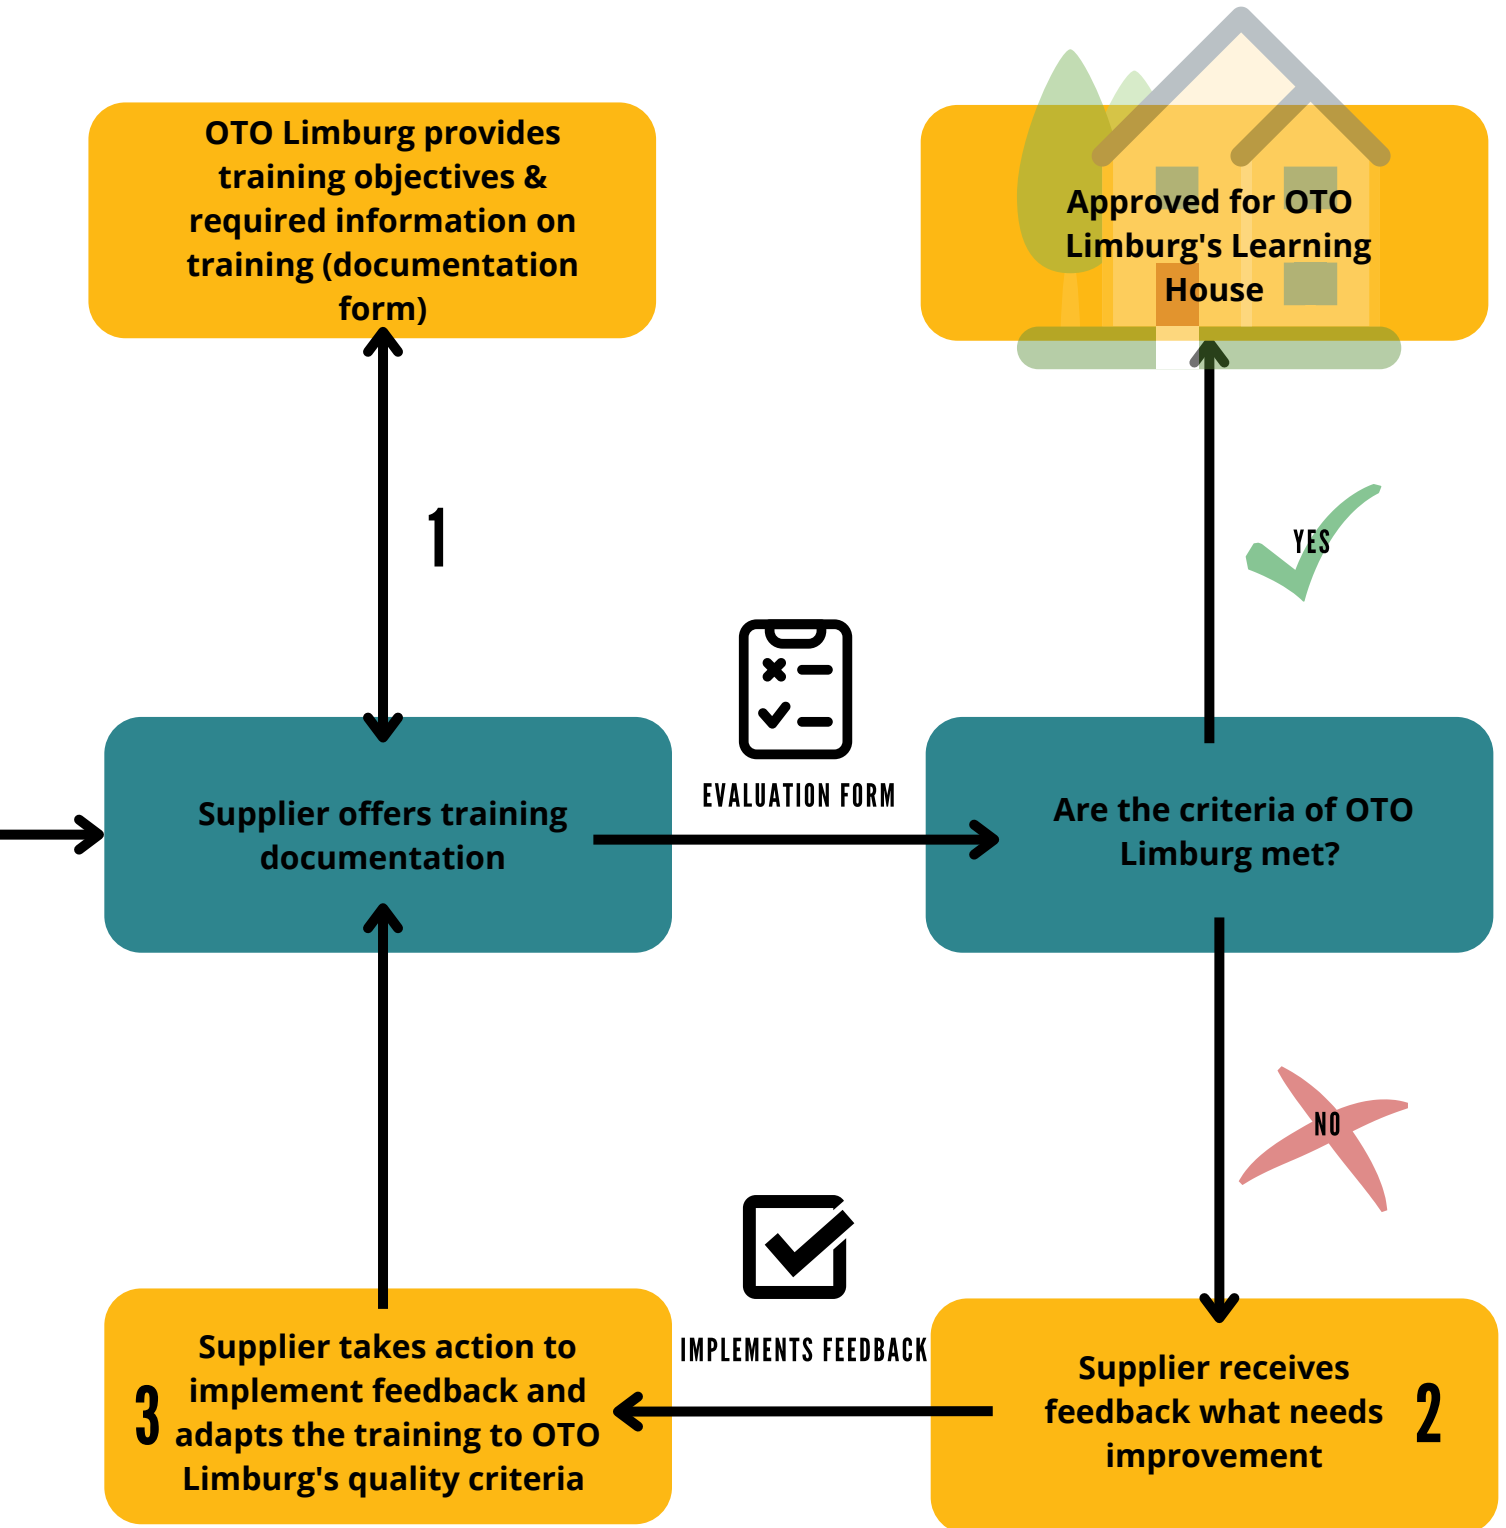 OTO Limburg provides
training objectives &
required information on
training (documentation
form)
Approved for OTO
Limburg's Learning
House
1
YES
EVALUATION FORM
Supplier offers training
documentation
Are the criteria of OTO
Limburg met?
NO
IMPLEMENTS FEEDBACK
3
Supplier takes action to
implement feedback and
adapts the training to OTO
Limburg's quality criteria
Supplier receives
feedback what needs
improvement
2